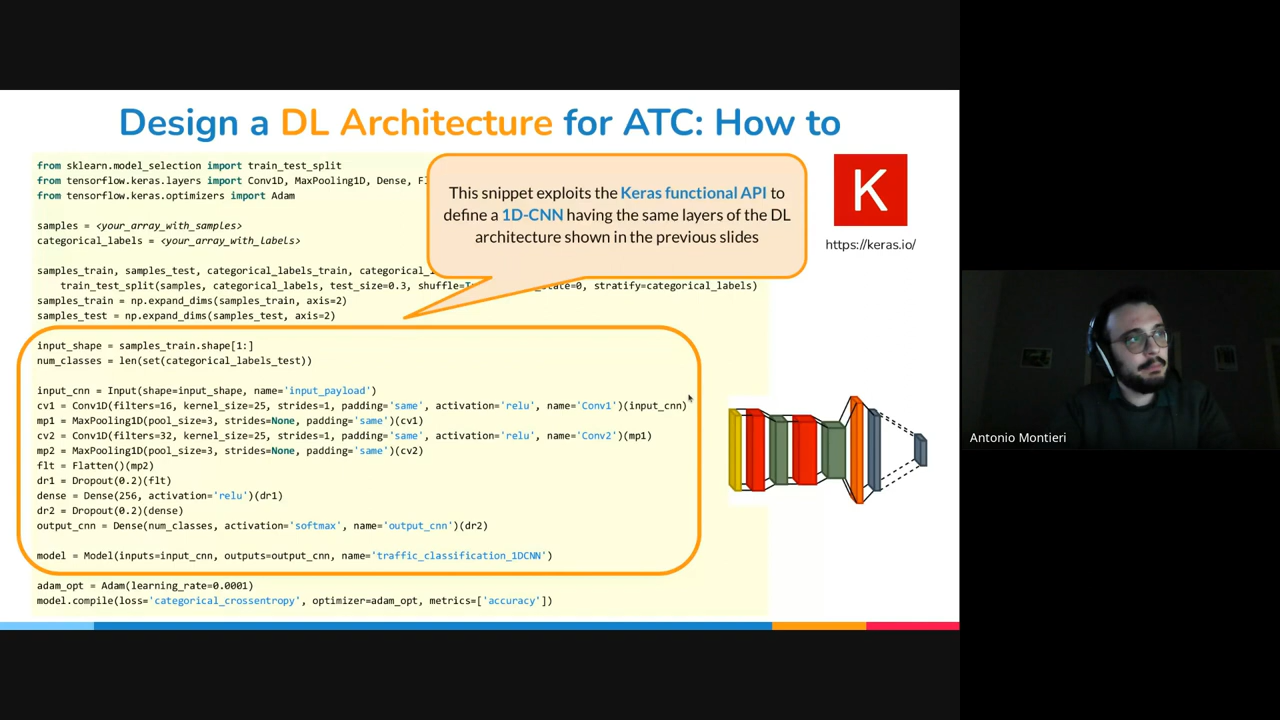 Design a DL Architecture for ATC: How to
from sklearn.model_selection import train_test_split
from tensorflow.keras.layers import Conv1D, MaxPooling1D, Dense,
from tensorflow.keras.optimizers import Adam
samples = <your_array_with_samples>
categorical_labels = <your_array_with_labels>
samples_train, samples_test, categorical_labels_train,
train_test_split(samples, categorical_labels, test_size=0.3, stratify=categorical_labels)
samples_train = np.expand_dims(samples_train, axis=2)
samples_test = np.expand_dims(samples_test, axis=2)
This snippet exploits the Keras functional API to
define a 1D-CNN having the same layers of the DL
architecture shown in the previous slides
K
https://keras.io/
input_shape = samples_train.shape[1:]
num_classes = len(set(categorical_labels_test))
input_cnn = Input(shape=input_shape, name='input_payload')
cv1 = Conv1D(filters=16, kernel_size=25, strides=1, padding='same', activation='relu', name='Conv1')(input_cnn)
mp1 = MaxPooling1D(pool_size=3, strides=None, padding='same')(cv1)
cv2 = Conv1D(filters=32, kernel_size=25, strides=1, padding='same', activation='relu', name='Conv2')(mp1)
mp2 = MaxPooling1D(pool_size=3, strides=None, padding='same')(cv2)
flt = Flatten()(mp2)
dr1 = Dropout(0.2)(flt)
dense = Dense(256, activation='relu')(dr1)
dr2 = Dropout(0.2)(dense)
output_cnn = Dense(num_classes, activation='softmax', name='output_cnn')(dr2)
model = Model(inputs=input_cnn, outputs=output_cnn, name='traffic_classification_1DCNN')
adam_opt = Adam(learning_rate=0.0001)
model.compile(loss='categorical_crossentropy', optimizer=adam_opt, metrics=['accuracy'])
Antonio Montieri